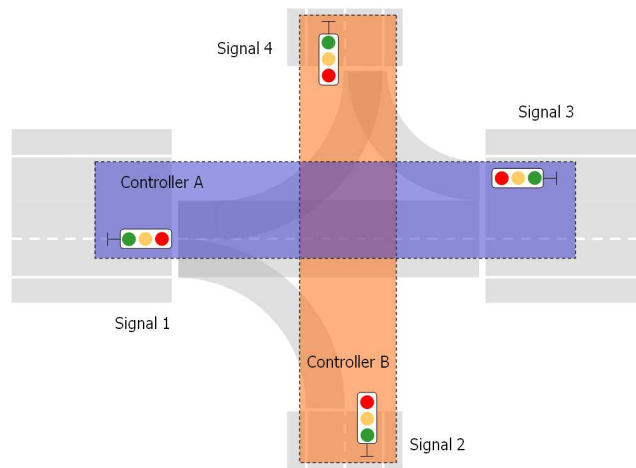 Signal 4
Signal 3
Controller A
Signal 1
Controller B
Signal 2